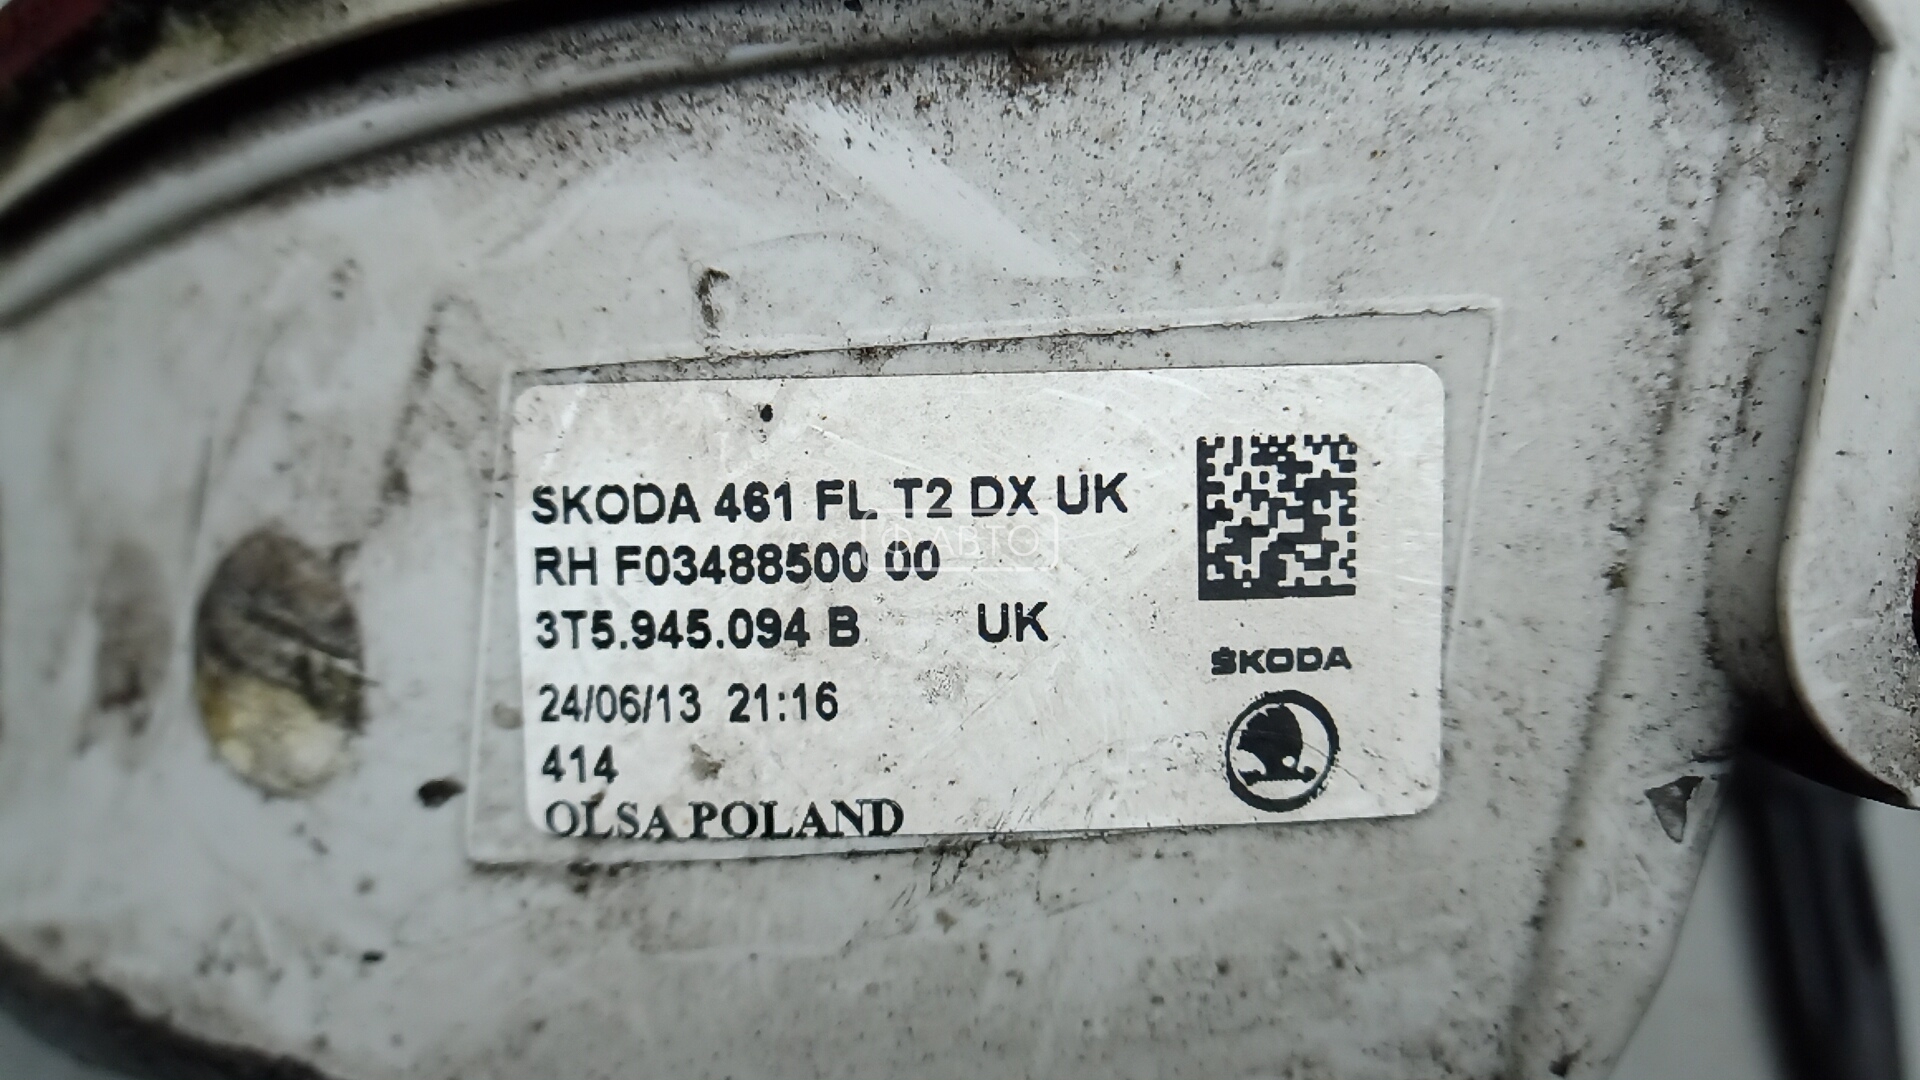 SKODA 461 FL T2 DX UK
RH F03488500 00
3T5.945.094 B UK
24/06/13 21:16
414
OLSA POLAND
ŠKODA
В АВТО